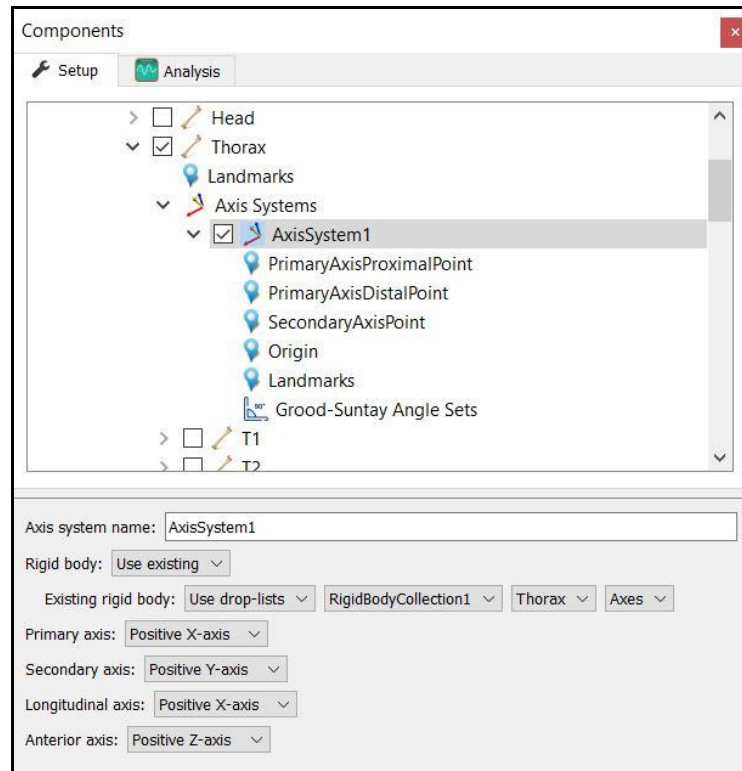 Components
Setup Analysis
Head
Thorax
Landmarks
Axis Systems
AxisSystem1
PrimaryAxisProximalPoint
PrimaryAxisDistalPoint
SecondaryAxisPoint
Origin
Landmarks
Grood-Suntay Angle Sets
T1
T2
Axis system name: AxisSystem1
Rigid body: Use existing
Existing rigid body: Use drop-lists RigidBodyCollection1 Thorax Axes
Primary axis: Positive X-axis
Secondary axis: Positive Y-axis
Longitudinal axis: Positive X-axis
Anterior axis: Positive Z-axis